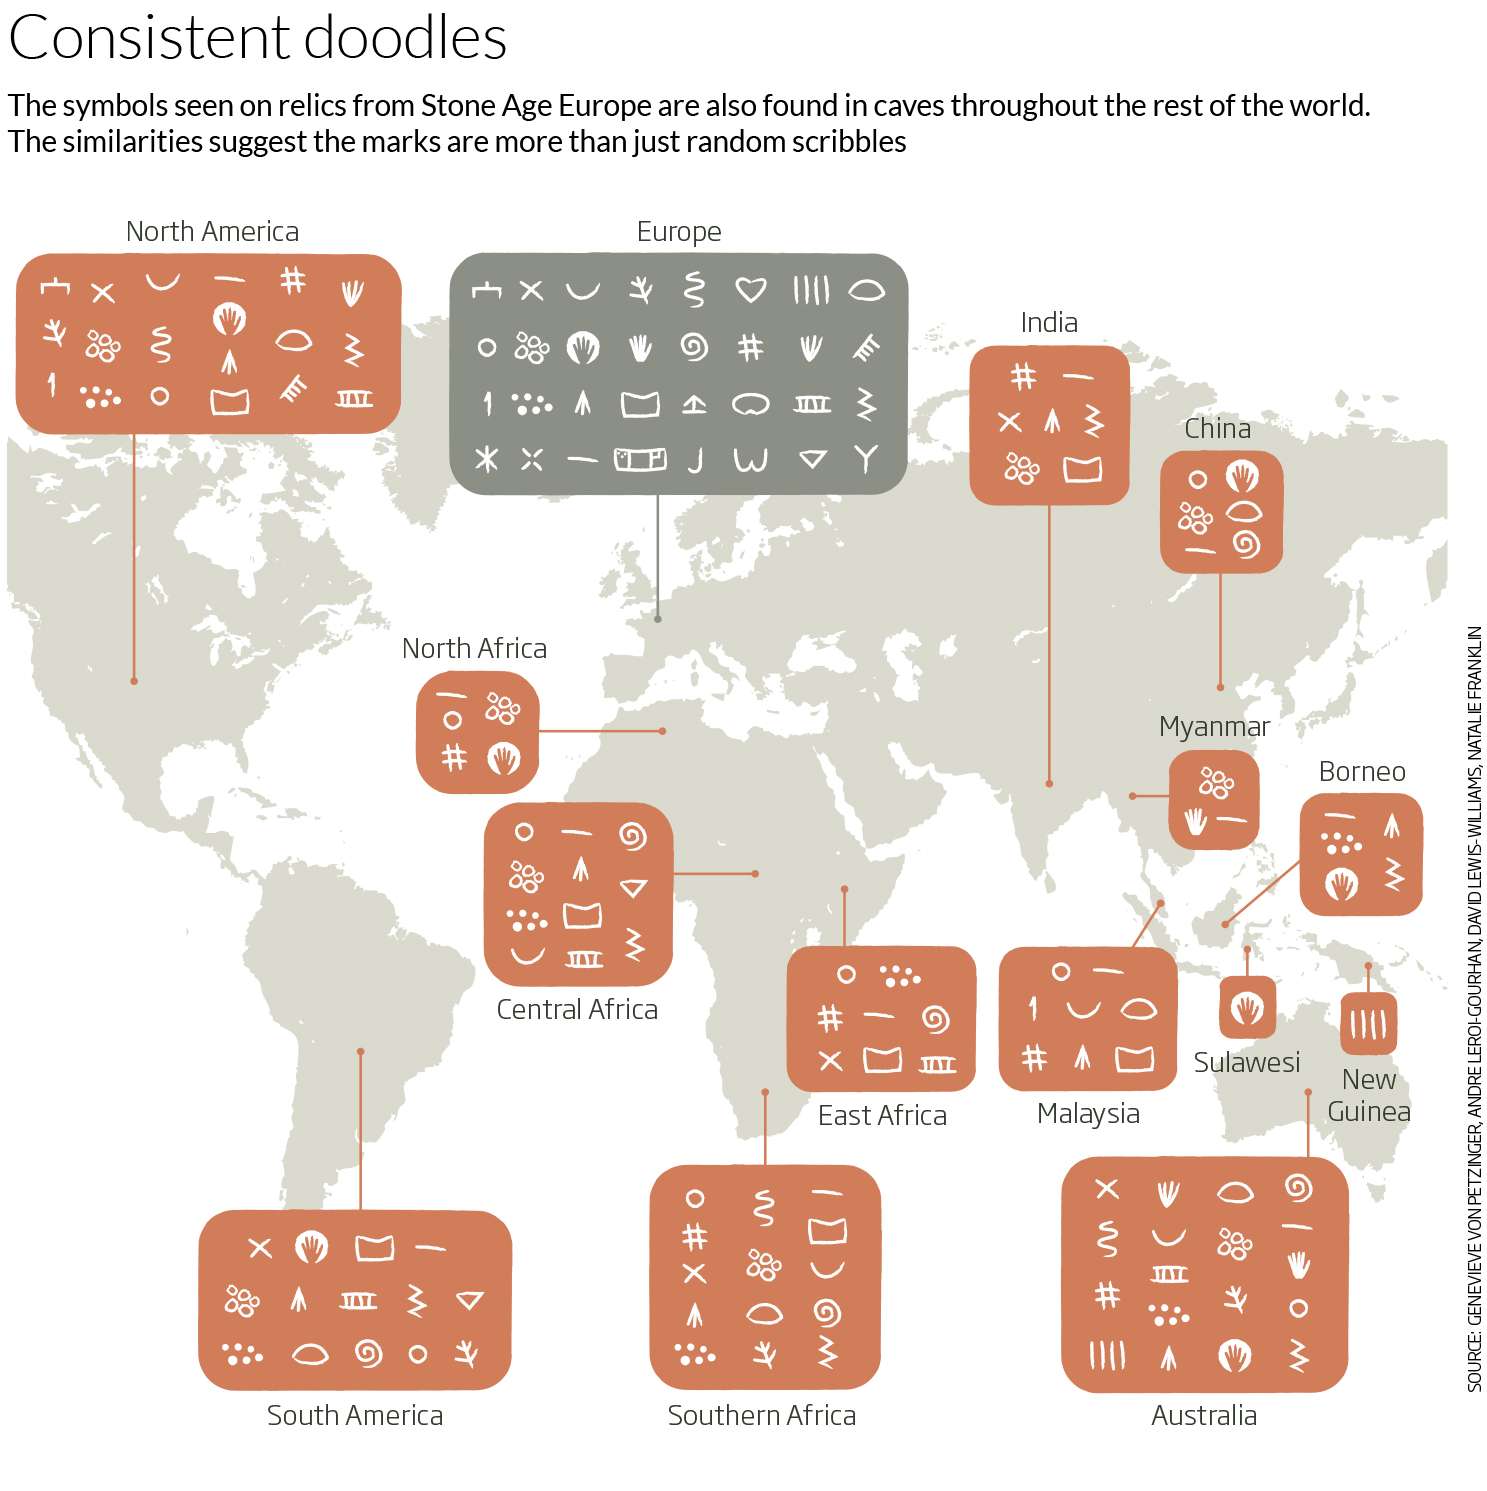 Consistent doodles
The symbols seen on relics from Stone Age Europe are also found in caves throughout the rest of the world.
The similarities suggest the marks are more than just random scribbles
North America
Europe
India
China
North Africa
Myanmar
Borneo
Central Africa
East Africa
Malaysia
Sulawesi
New
Guinea
South America
Southern Africa
Australia
SOURCE: GENEVIEVE VON PETZINGER, ANDRE LEROI-GOURHAN, DAVID LEWIS-WILLIAMS, NATALIE FRANKLIN